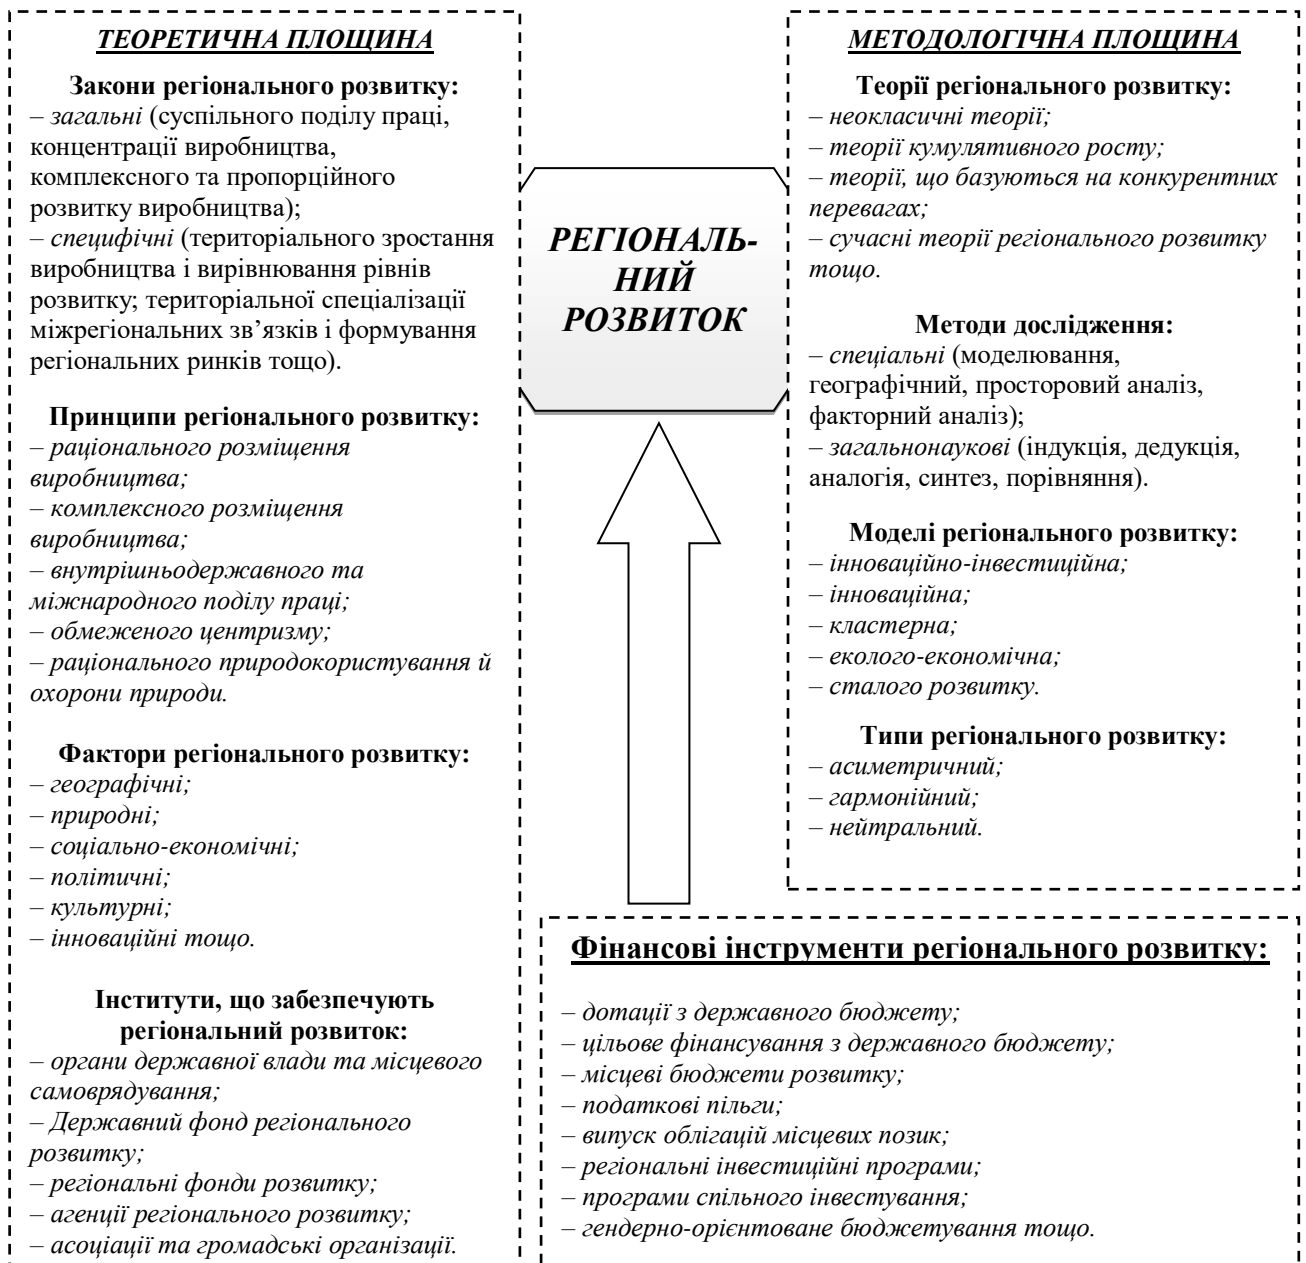 ТЕОРЕТИЧНА ПЛОЩИНА
Закони регіонального розвитку:
– загальні (суспільного поділу праці,
концентрації виробництва,
комплексного та пропорційного
розвитку виробництва);
– специфічні (територіального зростання
виробництва і вирівнювання рівнів
розвитку; територіальної спеціалізації
міжрегіональних зв’язків і формування
регіональних ринків тощо).
Принципи регіонального розвитку:
– раціонального розміщення
виробництва;
– комплексного розміщення
виробництва;
– внутрішньодержавного та
міжнародного поділу праці;
– обмеженого центризму;
– раціонального природокористування й
охорони природи.
Фактори регіонального розвитку:
– географічні;
– природні;
– соціально-економічні;
– політичні;
– культурні;
– інноваційні тощо.
Інститути, що забезпечують
регіональний розвиток:
– органи державної влади та місцевого
самоврядування;
– Державний фонд регіонального
розвитку;
– регіональні фонди розвитку;
– агенції регіонального розвитку;
– асоціації та громадські організації.
РЕГІОНАЛЬ-
НИЙ
РОЗВИТОК
МЕТОДОЛОГІЧНА ПЛОЩИНА
Теорії регіонального розвитку:
– неокласичні теорії;
– теорії кумулятивного росту;
– теорії, що базуються на конкурентних
перевагах;
– сучасні теорії регіонального розвитку
тощо.
Методи дослідження:
– спеціальні (моделювання,
географічний, просторовий аналіз,
факторний аналіз);
– загальнонаукові (індукція, дедукція,
аналогія, синтез, порівняння).
Моделі регіонального розвитку:
– інноваційно-інвестиційна;
– інноваційна;
– кластерна;
– еколого-економічна;
– сталого розвитку.
Типи регіонального розвитку:
– асиметричний;
– гармонійний;
– нейтральний.
Фінансові інструменти регіонального розвитку:
– дотації з державного бюджету;
– цільове фінансування з державного бюджету;
– місцеві бюджети розвитку;
– податкові пільги;
– випуск облігацій місцевих позик;
– регіональні інвестиційні програми;
– програми спільного інвестування;
– гендерно-орієнтоване бюджетування тощо.